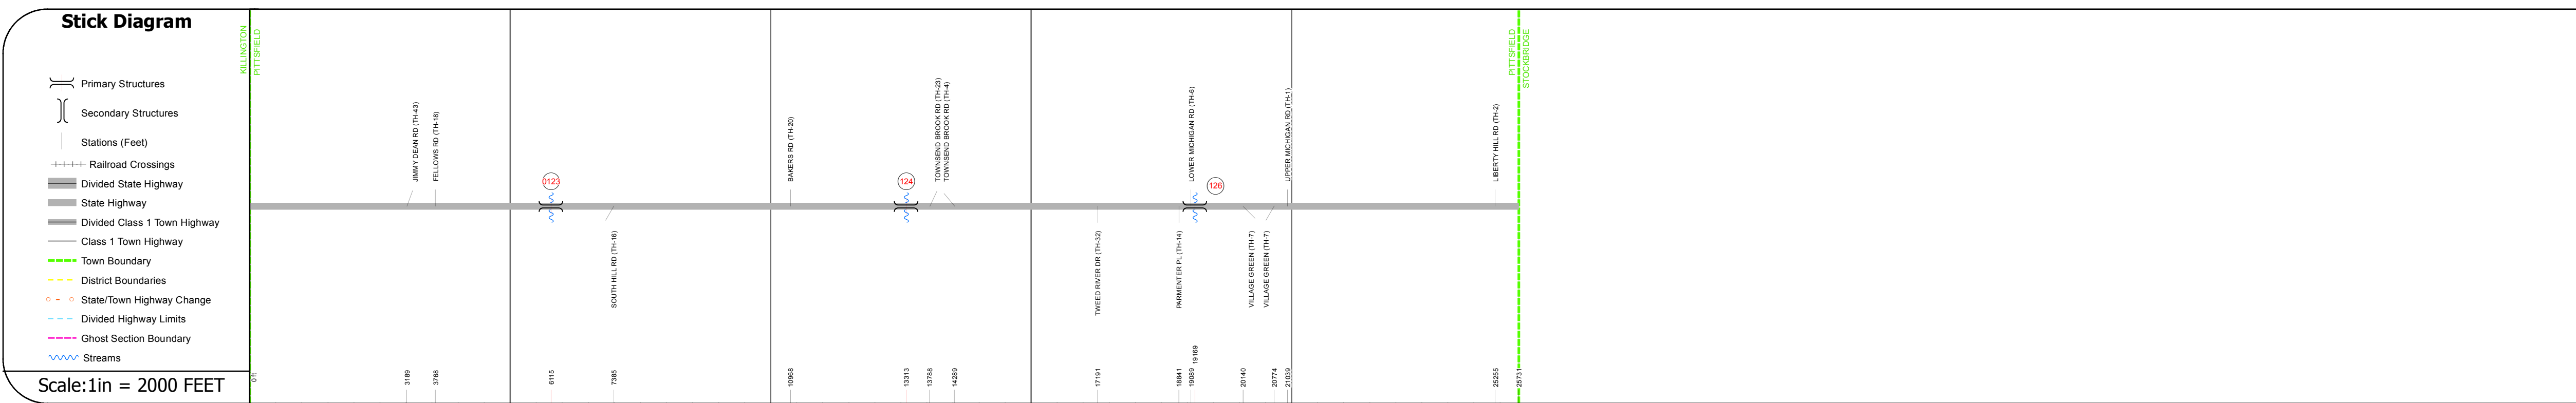 Stick Diagram
Primary Structures
Secondary Structures
Stations (Feet)
Railroad Crossings
Divided State Highway
State Highway
Divided Class 1 Town Highway
Class 1 Town Highway
Town Boundary
District Boundaries
State/Town Highway Change
Divided Highway Limits
Ghost Section Boundary
Streams
Scale:1in = 2000 FEET
KILLINGTON
PITTSFIELD
JIMMY DEAN RD (TH-43)
FELLOWS RD (TH-18)
0123
SOUTH HILL RD (TH-16)
BAKERS RD (TH-20)
124
TOWNSEND BROOK RD (TH-23)
TOWNSEND BROOK RD (TH-4)
TWEED RIVER DR (TH-32)
PARMENTER PL (TH-14)
LOWER MICHIGAN RD (TH-6)
126
VILLAGE GREEN (TH-7)
VILLAGE GREEN (TH-7)
UPPER MICHIGAN RD (TH-1)
LIBERTY HILL RD (TH-2)
PITTSFIELD
STOCKBRIDGE
0 ft
3189
3768
6115
7385
10968
13313
13788
14289
17191
18841
19089
19169
20140
20774
21039
25255
25731